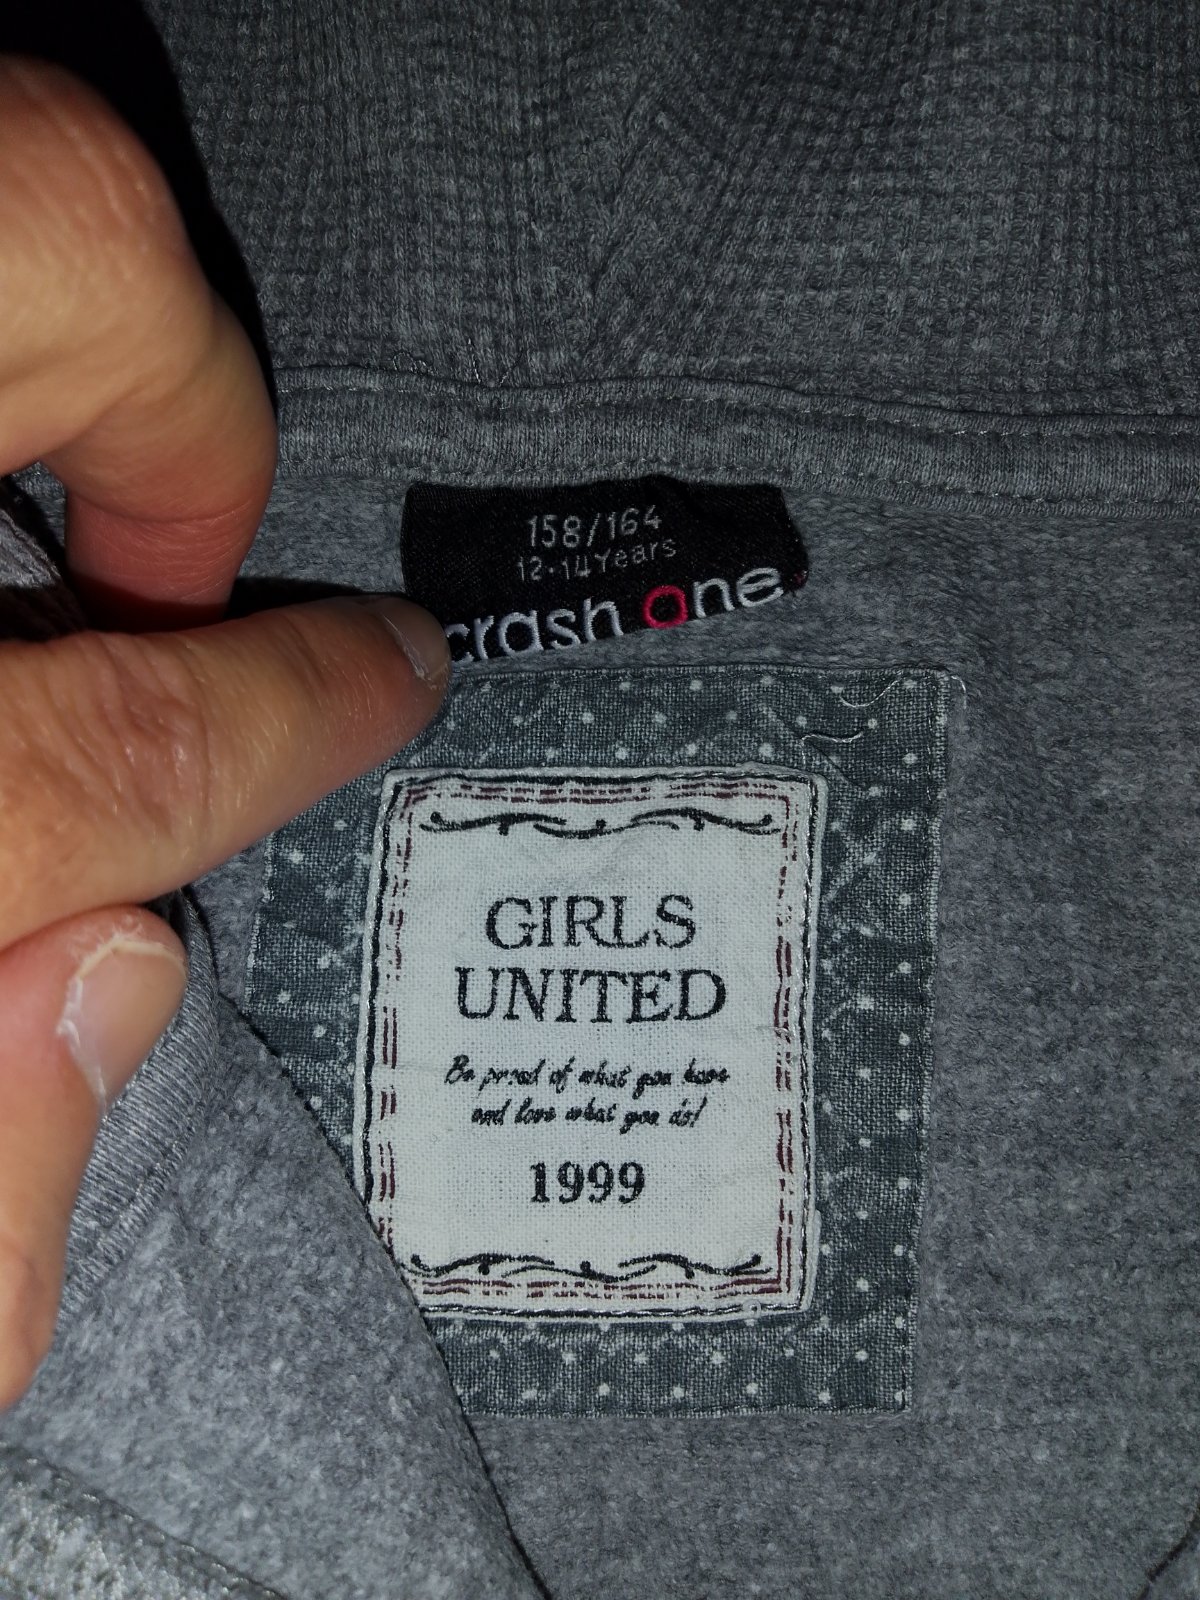 158/164
12-14Years
crash one
GIRLS
UNITED
Be proud of what you have
and love what you do!
1999